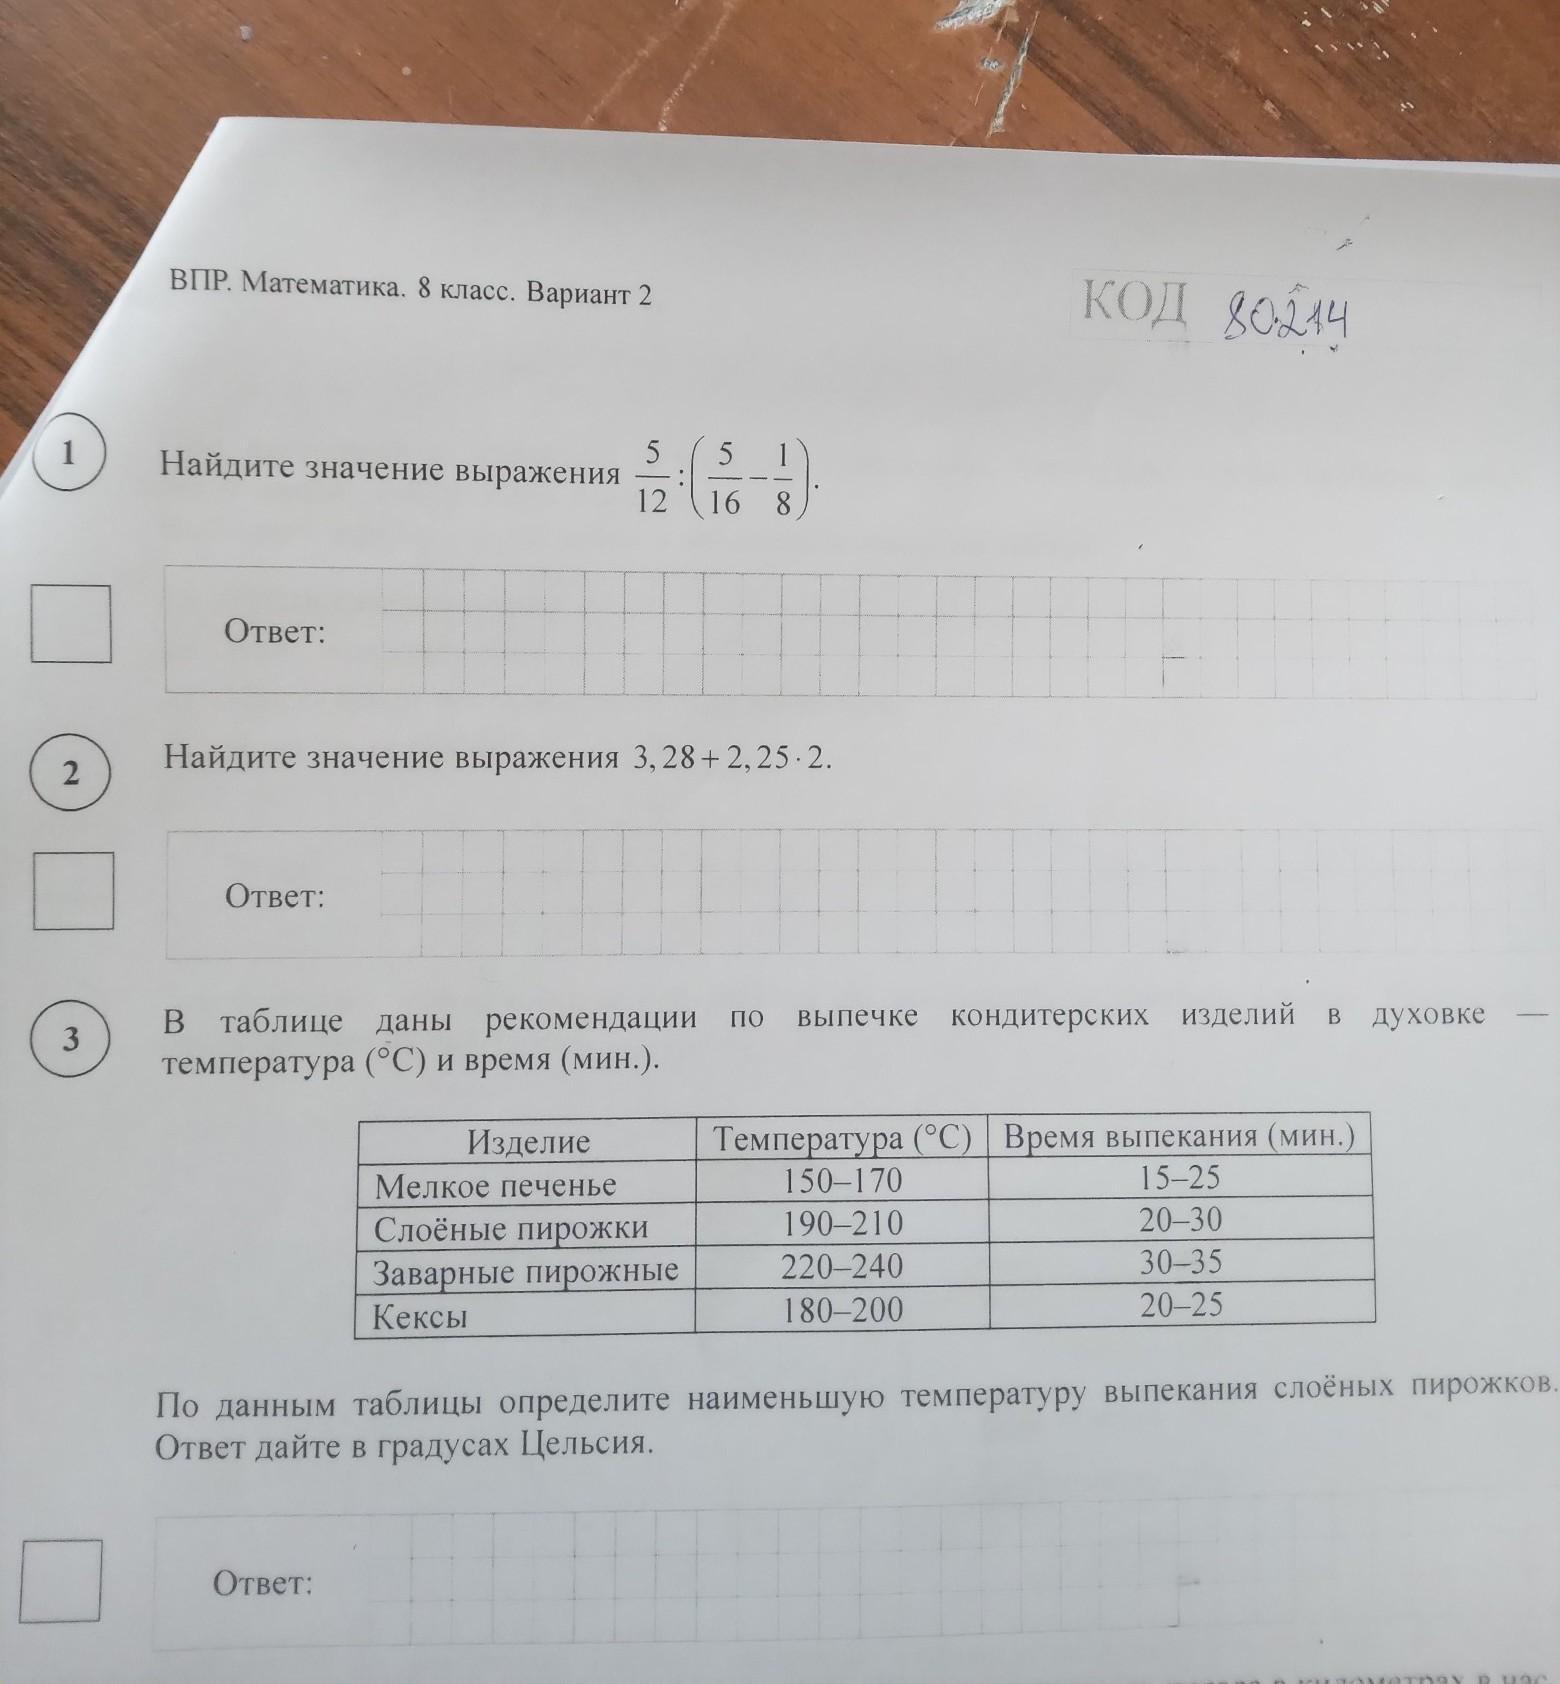 ВПР. Математика. 8 класс. Вариант 2
КОД 80214
1
Найдите значение выражения 5/12 : (5/16 − 1/8).
Ответ:
2
Найдите значение выражения 3,28 + 2,25 · 2.
Ответ:
3
В таблице даны рекомендации по выпечке кондитерских изделий в духовке —
температура (°С) и время (мин.).
Изделие Температура (°С) Время выпекания (мин.)
Мелкое печенье 150–170 15–25
Слоёные пирожки 190–210 20–30
Заварные пирожные 220–240 30–35
Кексы 180–200 20–25
По данным таблицы определите наименьшую температуру выпекания слоёных пирожков.
Ответ дайте в градусах Цельсия.
Ответ:
в километрах в час